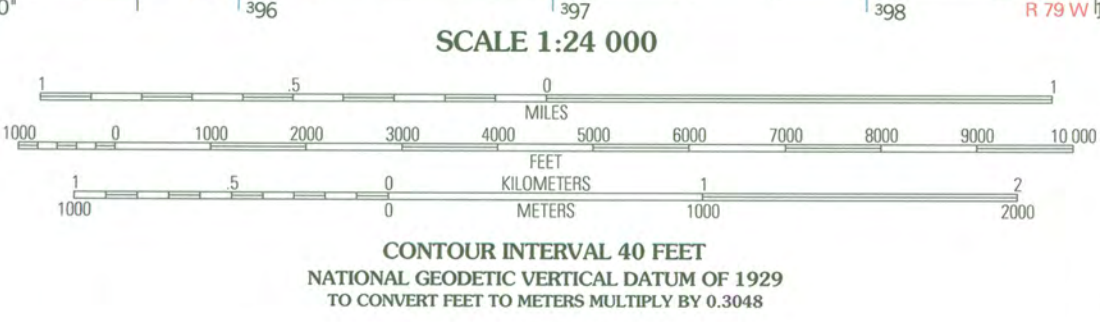 0" 396 397 398 R 79 W
SCALE 1:24 000
1 .5 0 1
MILES
1000 0 1000 2000 3000 4000 5000 6000 7000 8000 9000 10 000
FEET
1 .5 0 KILOMETERS 1 2
1000 0 METERS 1000 2000
CONTOUR INTERVAL 40 FEET
NATIONAL GEODETIC VERTICAL DATUM OF 1929
TO CONVERT FEET TO METERS MULTIPLY BY 0.3048